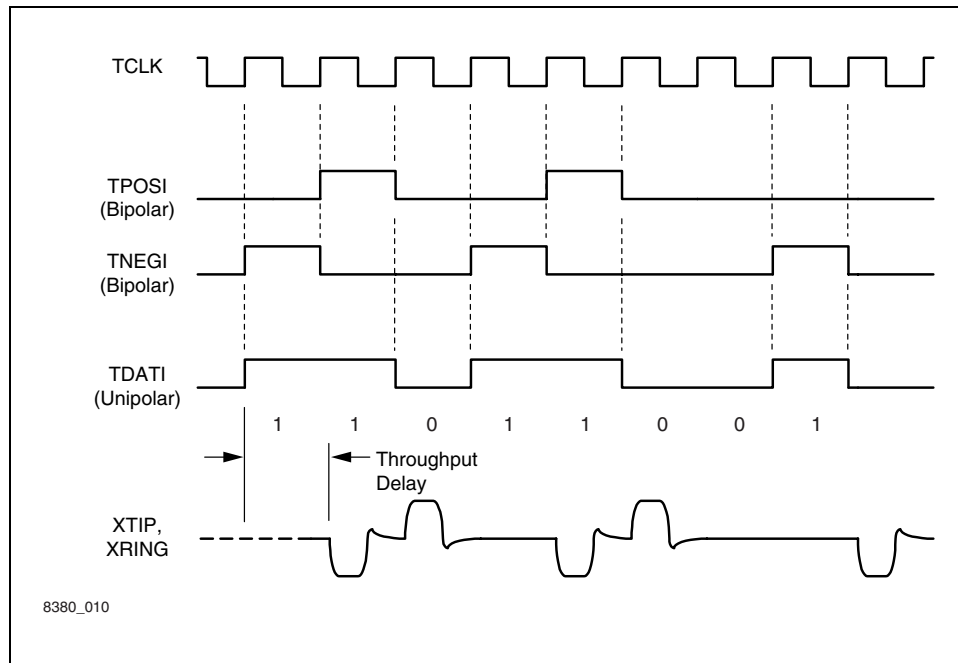 TCLK
TPOSI
(Bipolar)
TNEGI
(Bipolar)
TDATI
(Unipolar)
1 1 0 1 1 0 0 1
Throughput
Delay
XTIP,
XRING
8380_010